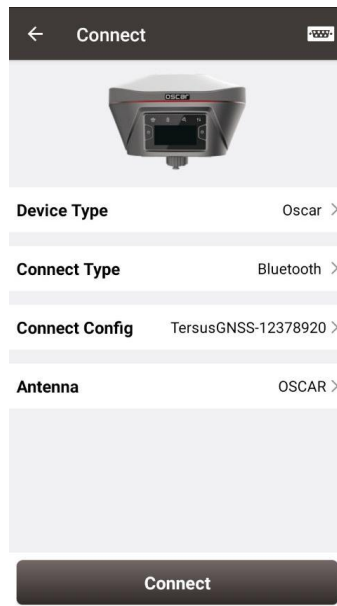 Connect
oscar
Device Type Oscar
Connect Type Bluetooth
Connect Config TersusGNSS-12378920
Antenna OSCAR
Connect